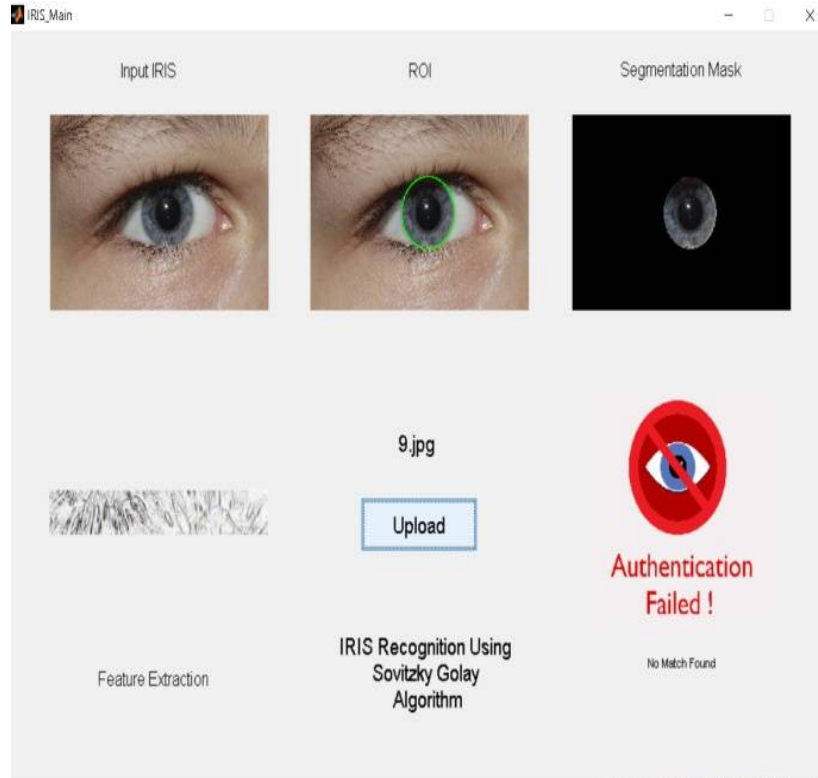 IRIS_Main
Input IRIS
ROI
Segmentation Mask
9.jpg
Upload
Authentication
Failed !
No Match Found
Feature Extraction
IRIS Recognition Using
Sovitzky Golay
Algorithm